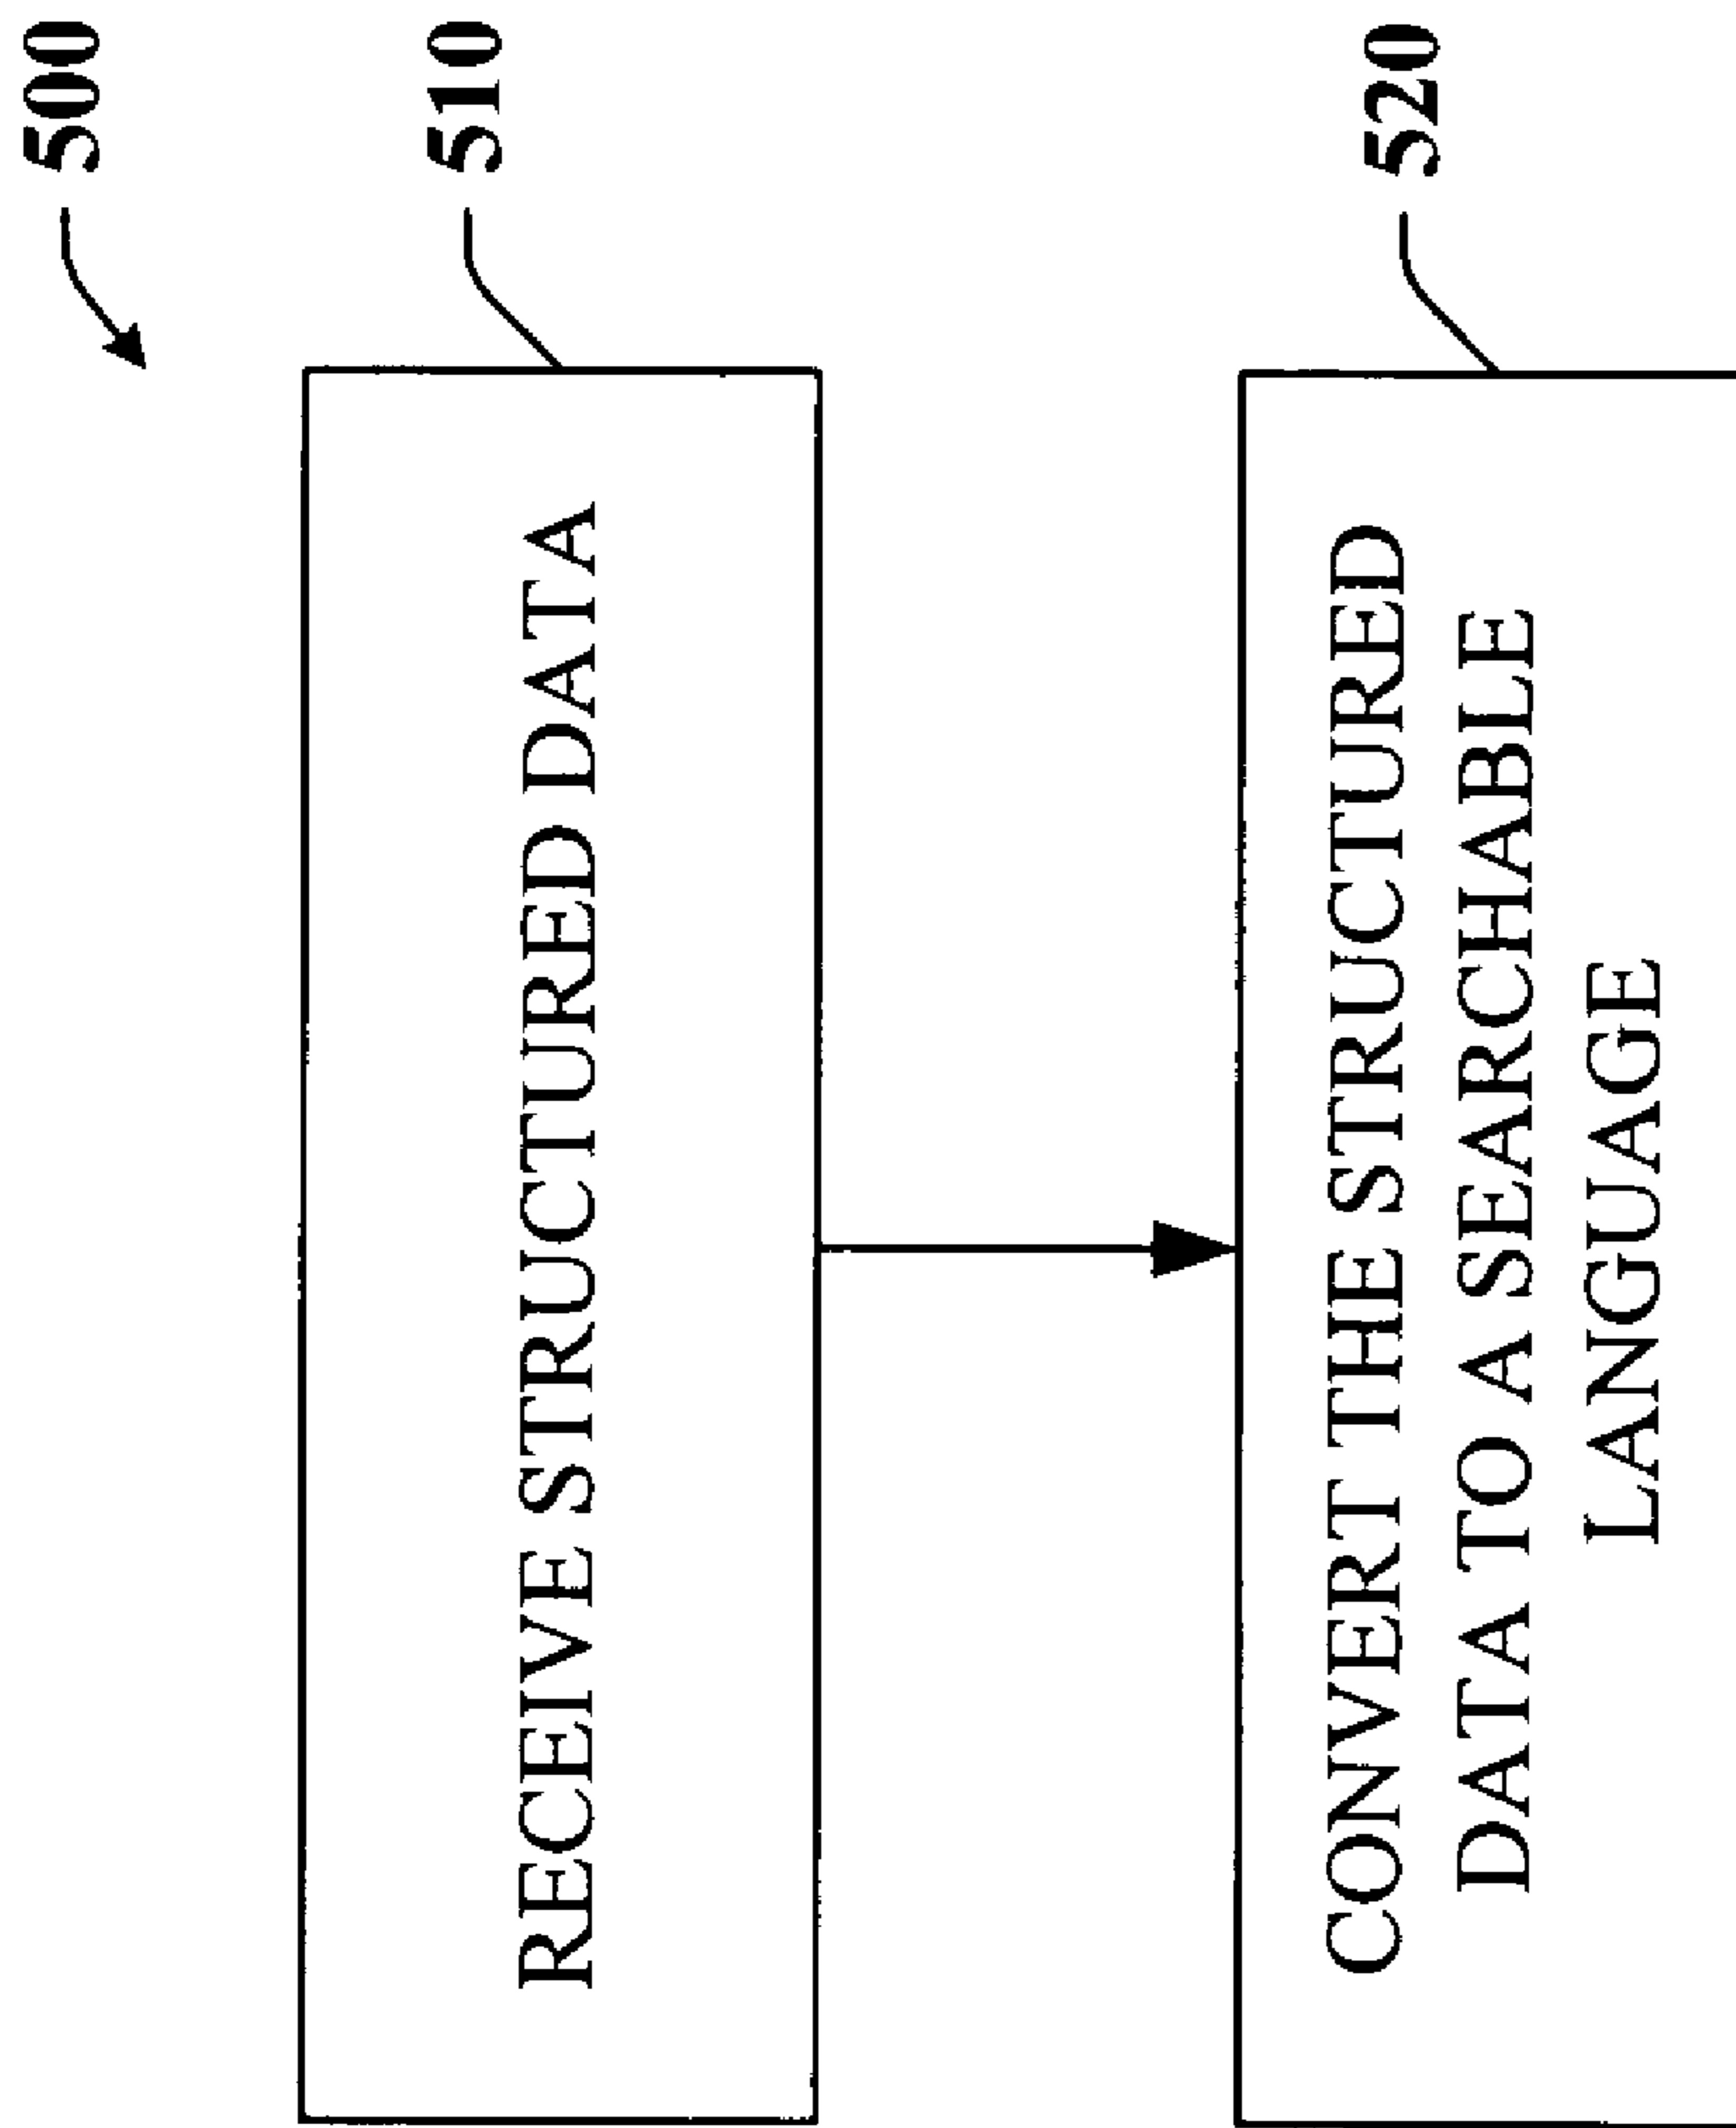 500
510
RECEIVE STRUCTURED DATA
520
CONVERT THE STRUCTURED
DATA TO A SEARCHABLE
LANGUAGE